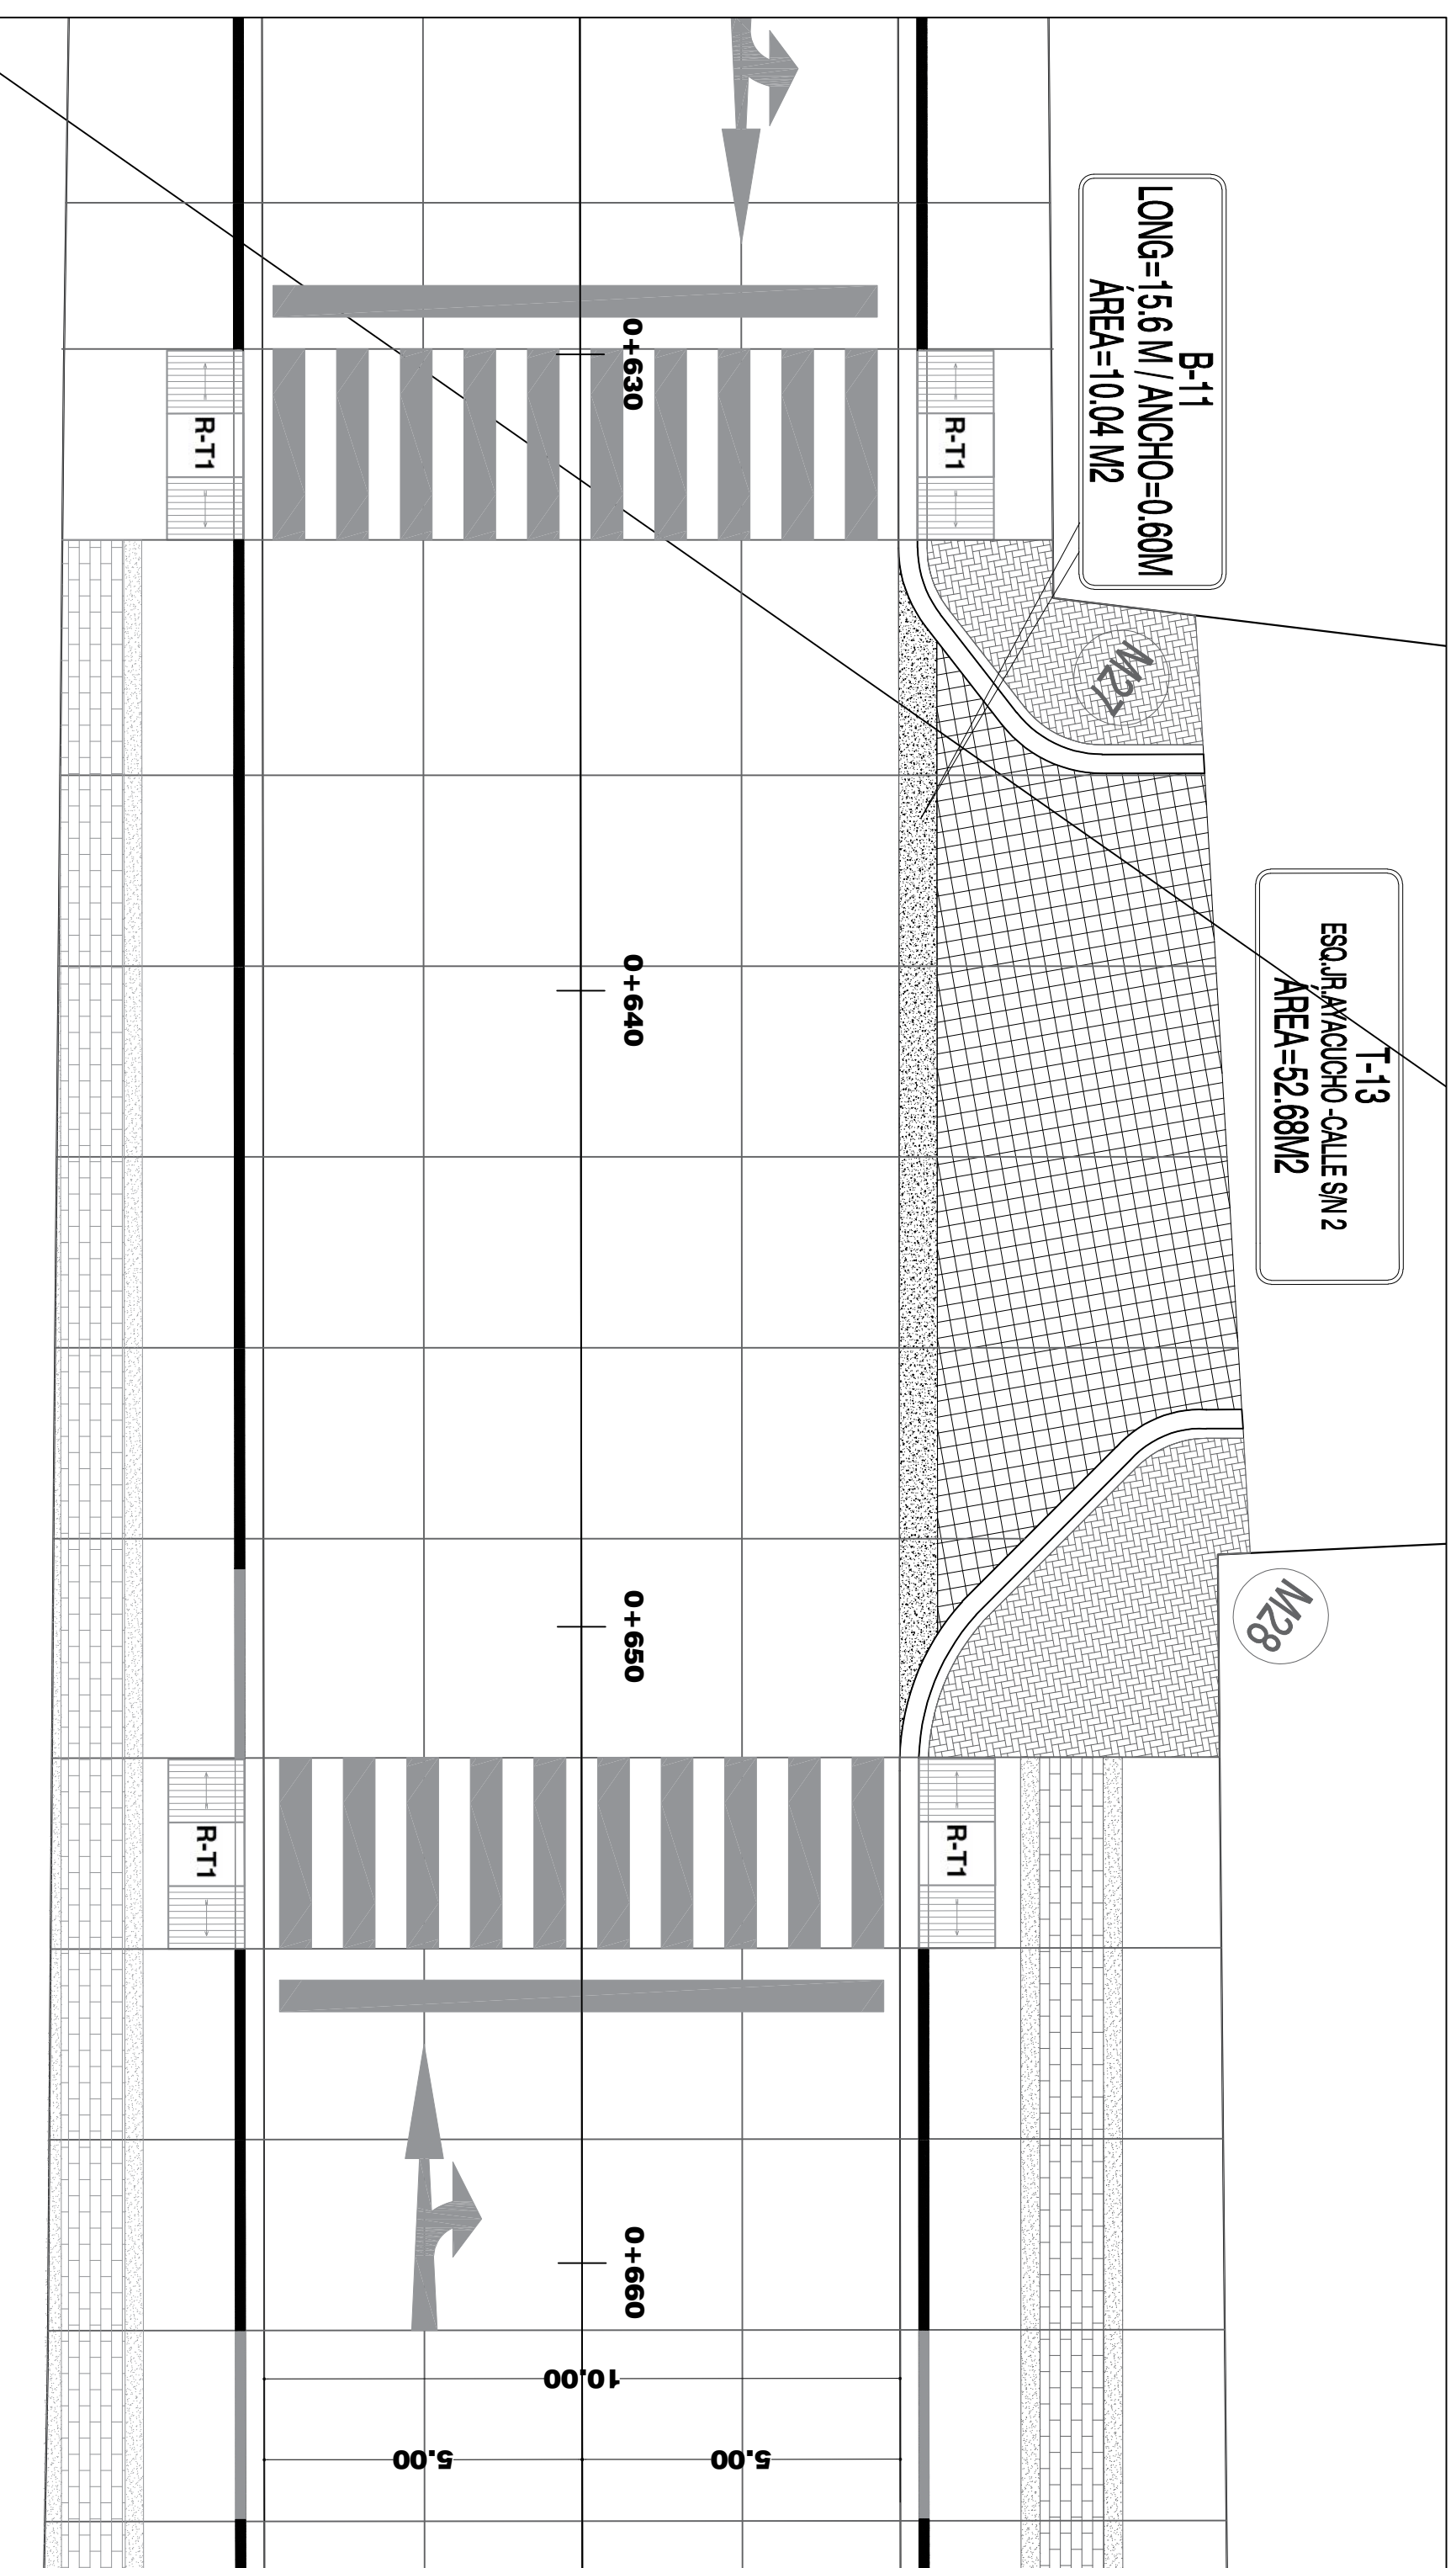 B-11
LONG=15.6 M / ANCHO=0.60M
ÁREA=10.04 M2
0+630
R-T1
R-T1
M27
T-13
ESQ.JR.AYACUCHO -CALLE S/N 2
ÁREA=52.68M2
0+640
0+650
M28
R-T1
R-T1
0+660
10.00
5.00
5.00